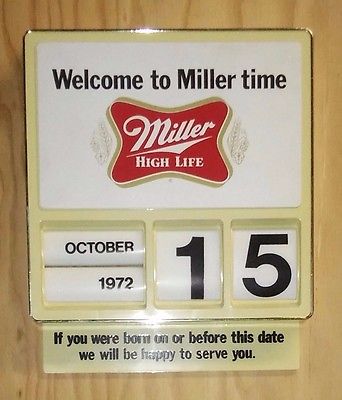 Welcome to Miller time
Miller
HIGH LIFE
OCTOBER
1972
15
If you were born on or before this date
we will be happy to serve you.